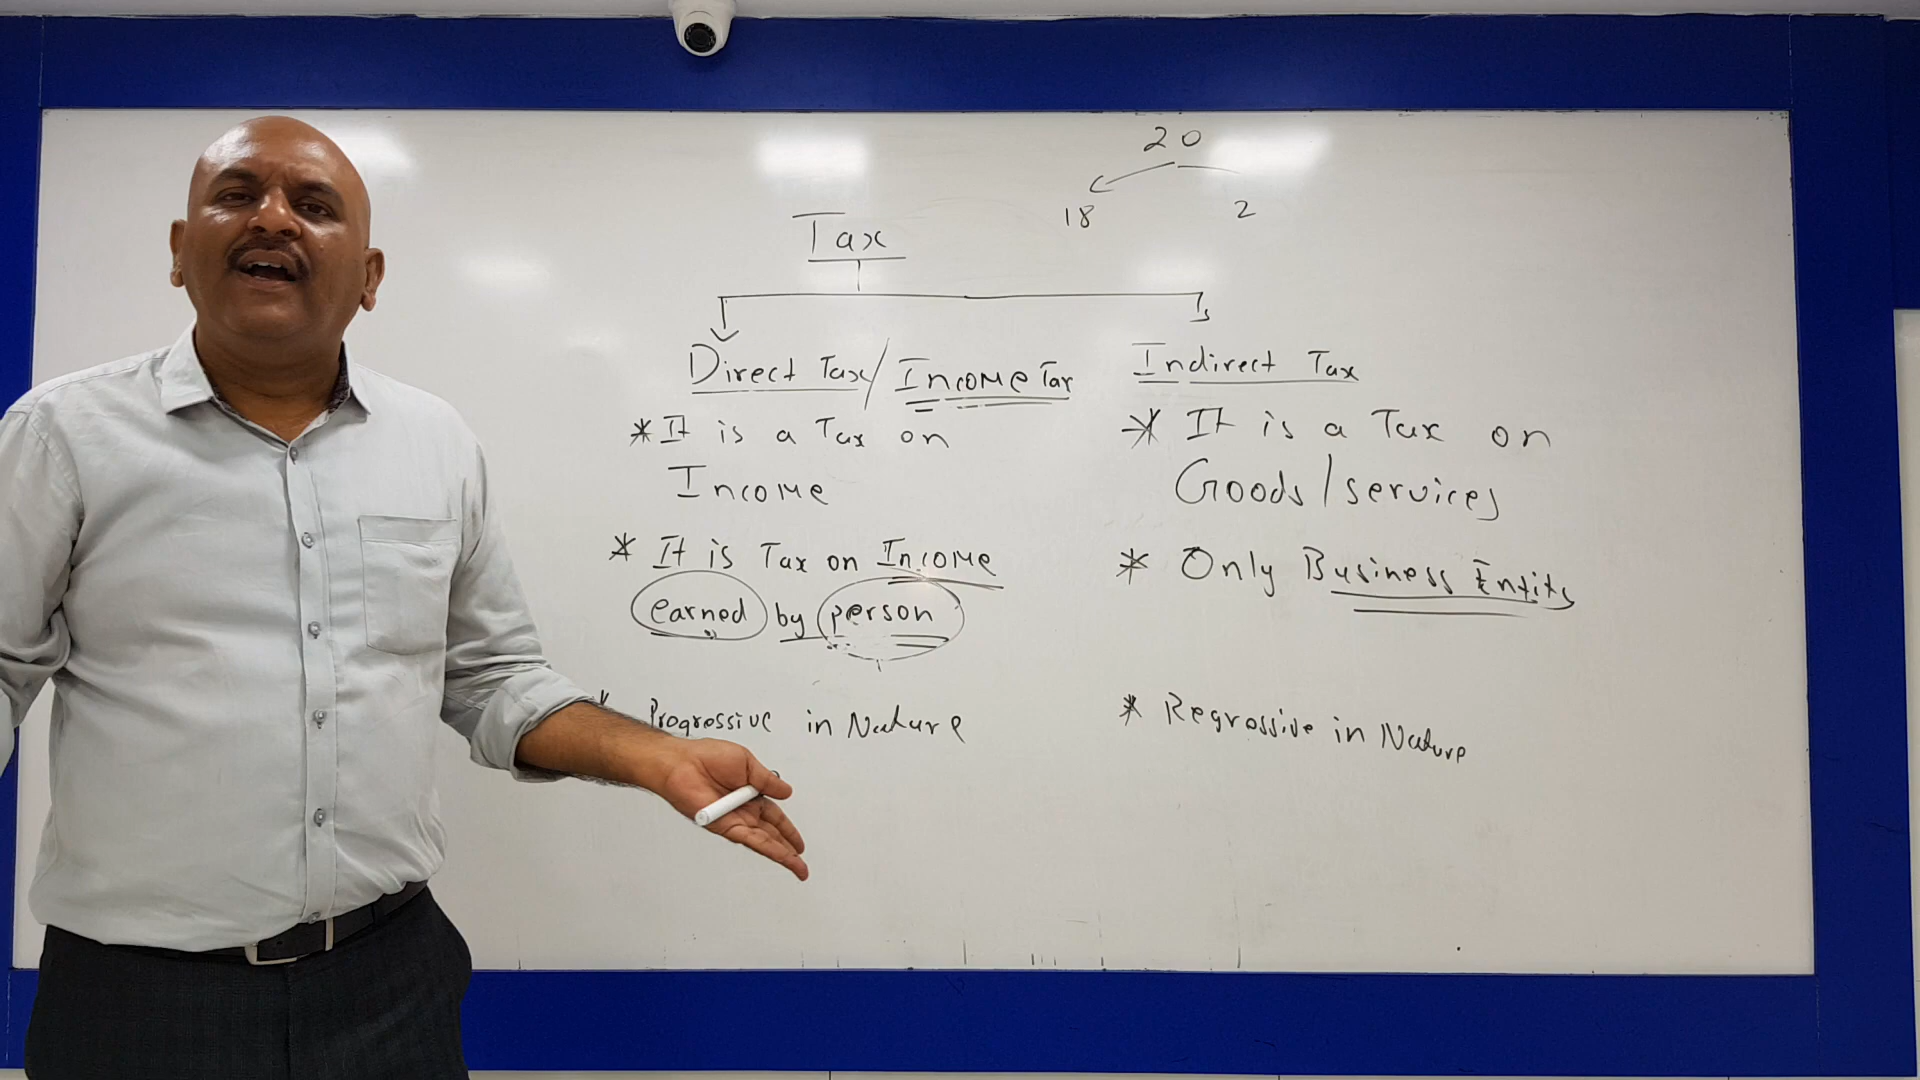 20
18 2
Tax
Direct Tax/Income Tax
* It is a Tax on
Income
* It is Tax on Income
earned by person
* Progressive in Nature
Indirect Tax
* It is a Tax on
Goods/services
* Only Business Entity
* Regressive in Nature